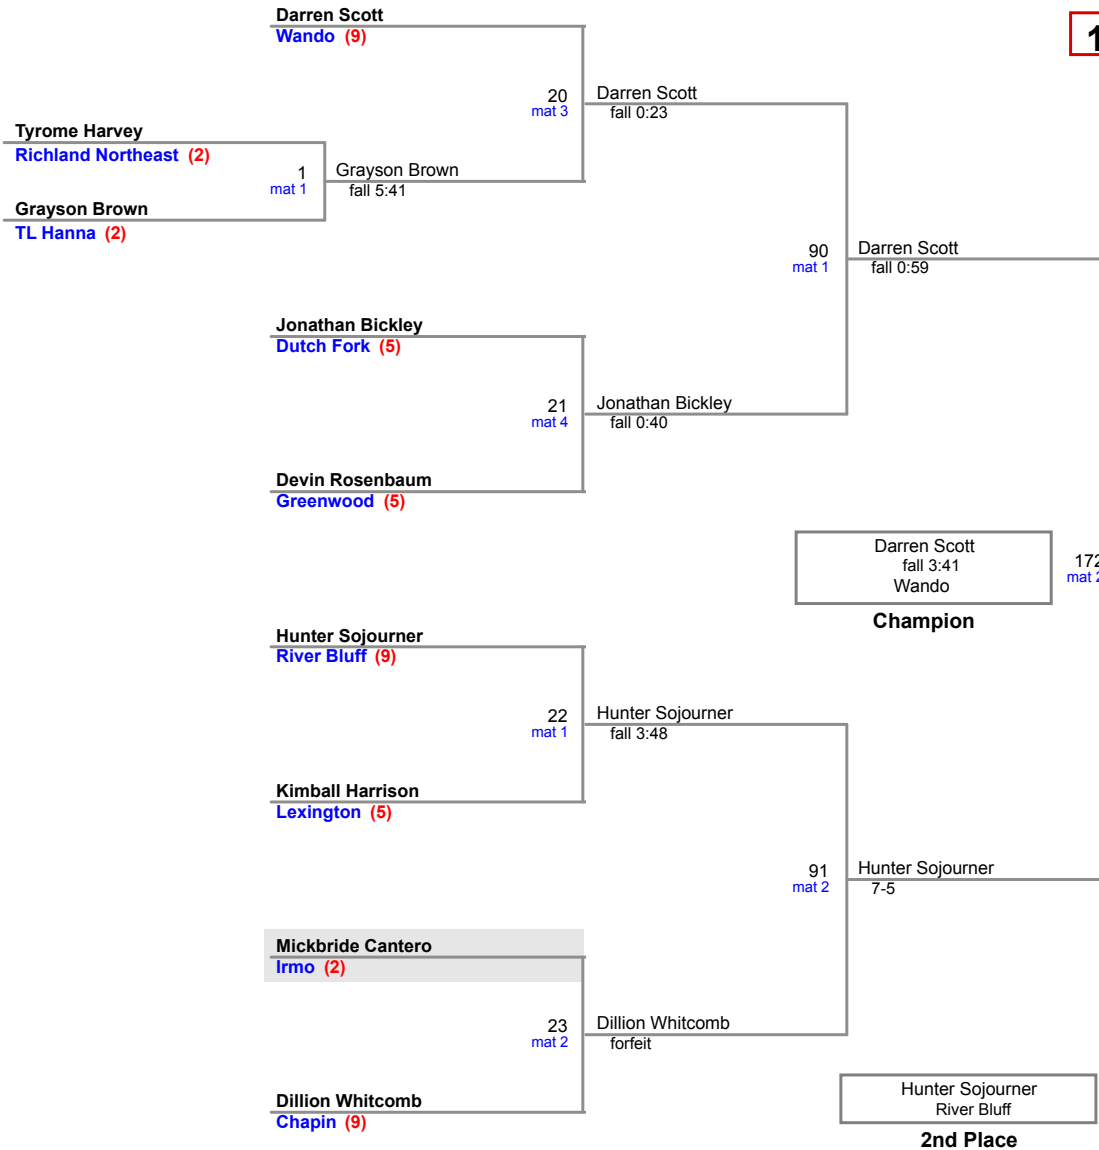 Darren Scott
Wando (9)
1
20
mat 3
Darren Scott
fall 0:23
Tyrome Harvey
Richland Northeast (2)
1
mat 1
Grayson Brown
fall 5:41
Grayson Brown
TL Hanna (2)
90
mat 1
Darren Scott
fall 0:59
Jonathan Bickley
Dutch Fork (5)
21
mat 4
Jonathan Bickley
fall 0:40
Devin Rosenbaum
Greenwood (5)
Darren Scott
fall 3:41
Wando
172
mat 2
Champion
Hunter Sojourner
River Bluff (9)
22
mat 1
Hunter Sojourner
fall 3:48
Kimball Harrison
Lexington (5)
91
mat 2
Hunter Sojourner
7-5
Mickbride Cantero
Irmo (2)
23
mat 2
Dillion Whitcomb
forfeit
Dillion Whitcomb
Chapin (9)
Hunter Sojourner
River Bluff
2nd Place